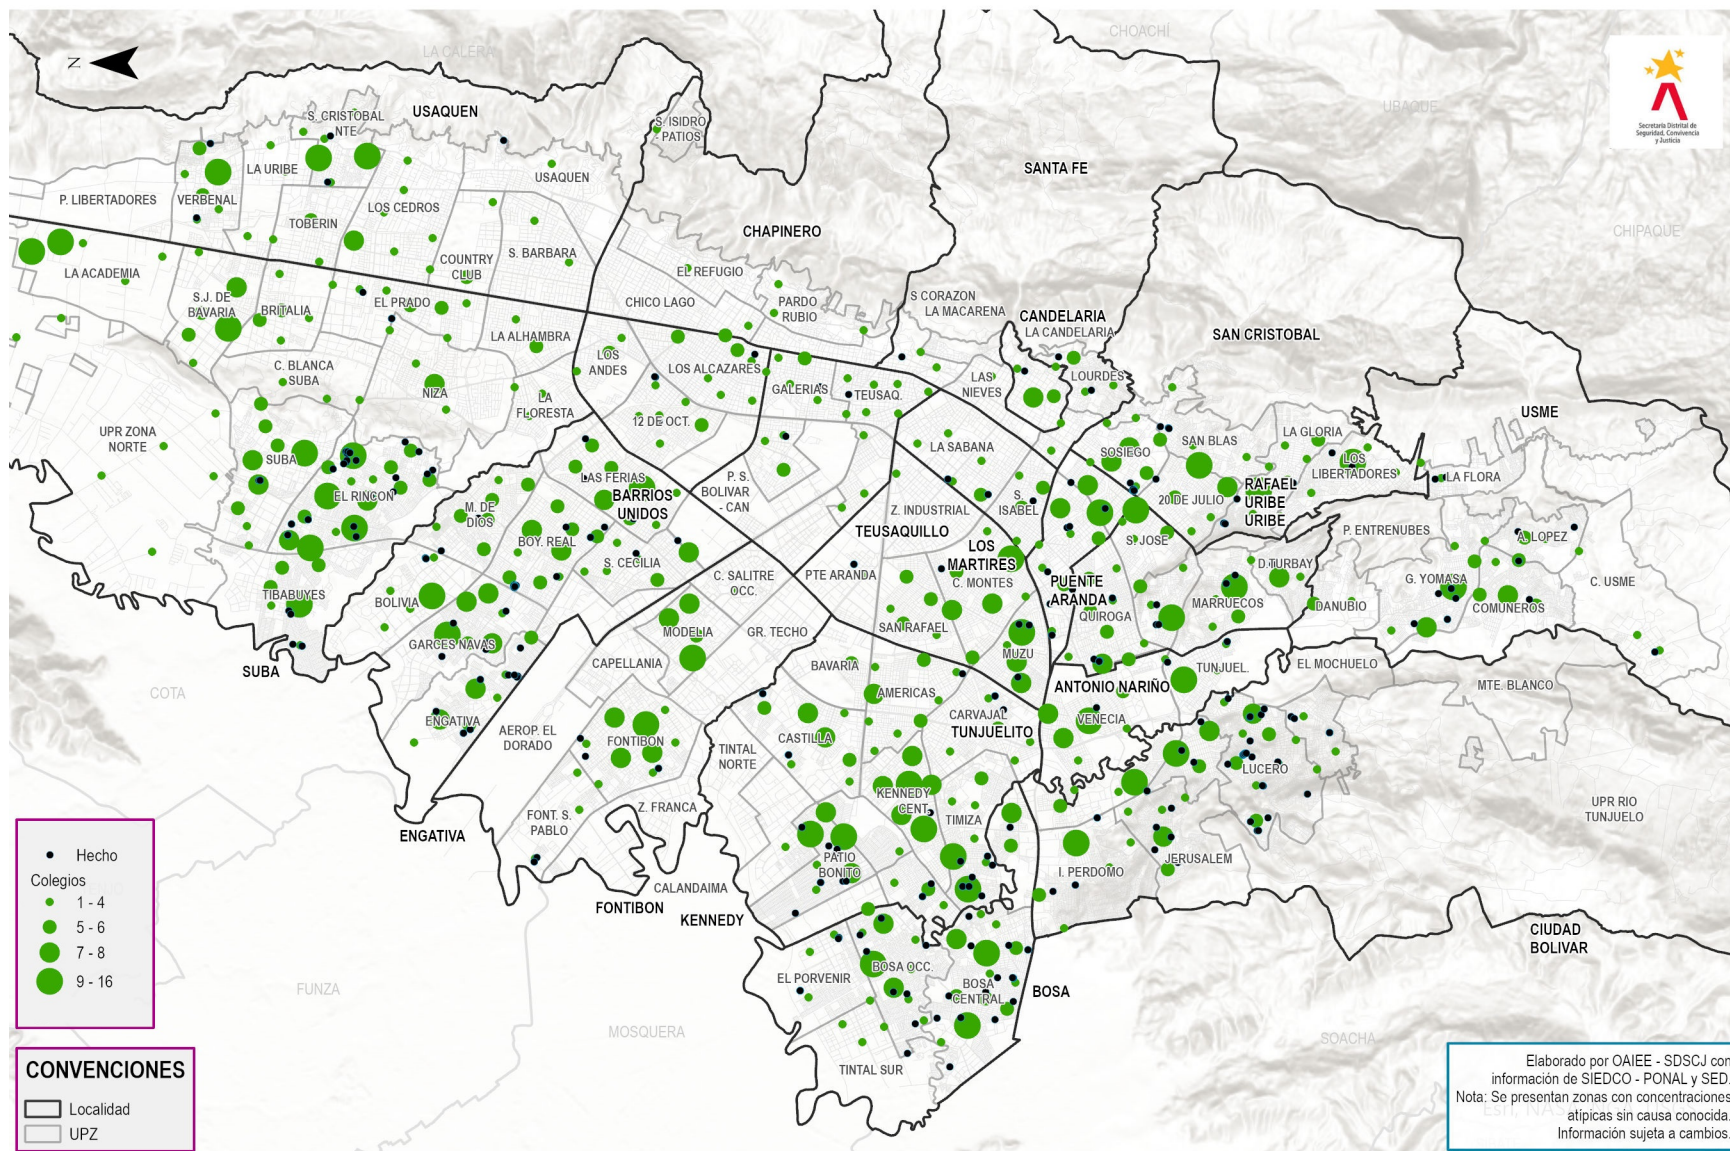 CHOACHÍ
LA CALERA
N
USAQUEN
S. CRISTOBAL
NTE
S. ISIDRO
PATIOS
UBAQUE
Secretaría Distrital de
Seguridad, Convivencia
y Justicia
LA URIBE
USAQUEN
SANTA FE
P. LIBERTADORES
VERBENAL
LOS CEDROS
TOBERIN
CHAPINERO
CHIPAQUE
S. BARBARA
COUNTRY
CLUB
LA ACADEMIA
EL REFUGIO
S.J. DE
BAVARIA
BRITALIA
EL PRADO
CHICO LAGO
PARDO
RUBIO
S CORAZON
LA MACARENA
CANDELARIA
LA CANDELARIA
SAN CRISTOBAL
LA ALHAMBRA
LOS
ANDES
C. BLANCA
SUBA
LOS ALCAZARES
NIZA
GALERIAS
TEUSAQ.
LAS
NIEVES
LOURDES
LA
FLORESTA
USME
UPR ZONA
NORTE
12 DE OCT.
LA SABANA
SOSIEGO
SAN BLAS
LA GLORIA
LOS
LIBERTADORES
SUBA
LAS FERIAS
P. S.
BOLIVAR
- CAN
LA FLORA
EL RINCON
BARRIOS
UNIDOS
S.
ISABEL
20 DE JULIO
RAFAEL
URIBE
URIBE
M. DE
DIOS
Z. INDUSTRIAL
TEUSAQUILLO
P. ENTRENUBES
A. LOPEZ
BOY. REAL
S. CECILIA
LOS
MARTIRES
S. JOSE
PTE ARANDA
C. MONTES
D.TURBAY
G. YOMASA
C. USME
C. SALITRE
OCC.
PUENTE
ARANDA
TIBABUYES
BOLIVIA
MARRUECOS
DANUBIO
COMUNEROS
QUIROGA
MODELIA
GR. TECHO
SAN RAFAEL
GARCES NAVAS
MUZU
SUBA
CAPELLANIA
BAVARIA
TUNJUEL.
EL MOCHUELO
COTA
AMERICAS
ANTONIO NARIÑO
MTE. BLANCO
ENGATIVA
AEROP. EL
DORADO
FONTIBON
CARVAJAL
TUNJUELITO
VENECIA
CASTILLA
TINTAL
NORTE
LUCERO
KENNEDY
CENT.
Z. FRANCA
FONT. S.
PABLO
TIMIZA
UPR RIO
TUNJUELO
ENGATIVA
PATIO
BONITO
JERUSALEM
I. PERDOMO
CALANDAIMA
FONTIBON
KENNEDY
CIUDAD
BOLIVAR
EL PORVENIR
BOSA OCC.
BOSA
CENTRAL
BOSA
FUNZA
MOSQUERA
SOACHA
TINTAL SUR
Hecho
Colegios
1 - 4
5 - 6
7 - 8
9 - 16
CONVENCIONES
Localidad
UPZ
Elaborado por OAIEE - SDSCJ con
información de SIEDCO - PONAL y SED.
Nota: Se presentan zonas con concentraciones
atípicas sin causa conocida.
Información sujeta a cambios.